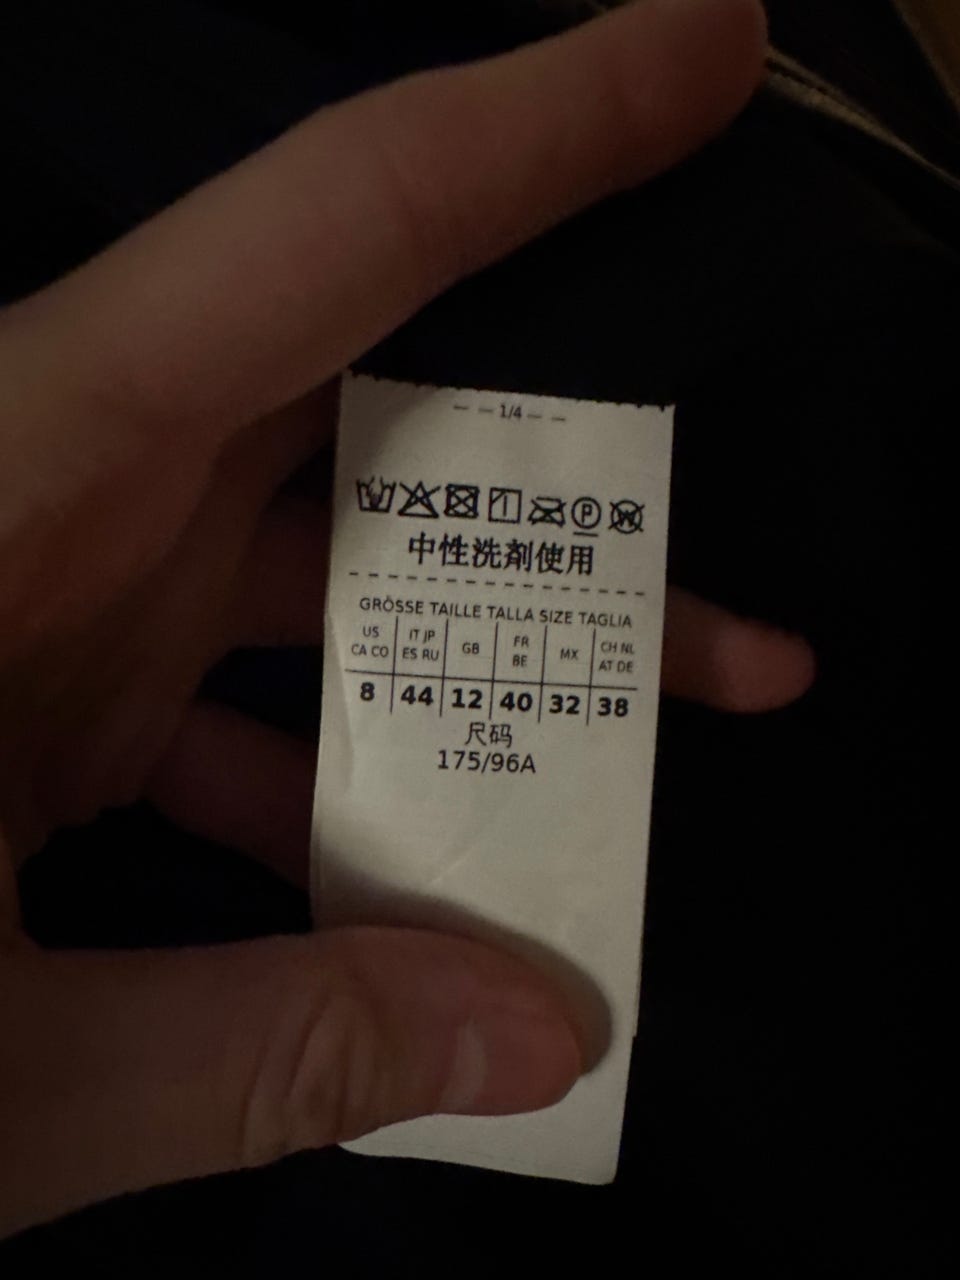 — — 1/4 — —
中性洗剤使用
GRÖSSE TAILLE TALLA SIZE TAGLIA
US CA CO | IT JP ES RU | GB | FR BE | MX | CH NL AT DE
8 | 44 | 12 | 40 | 32 | 38
尺码
175/96A